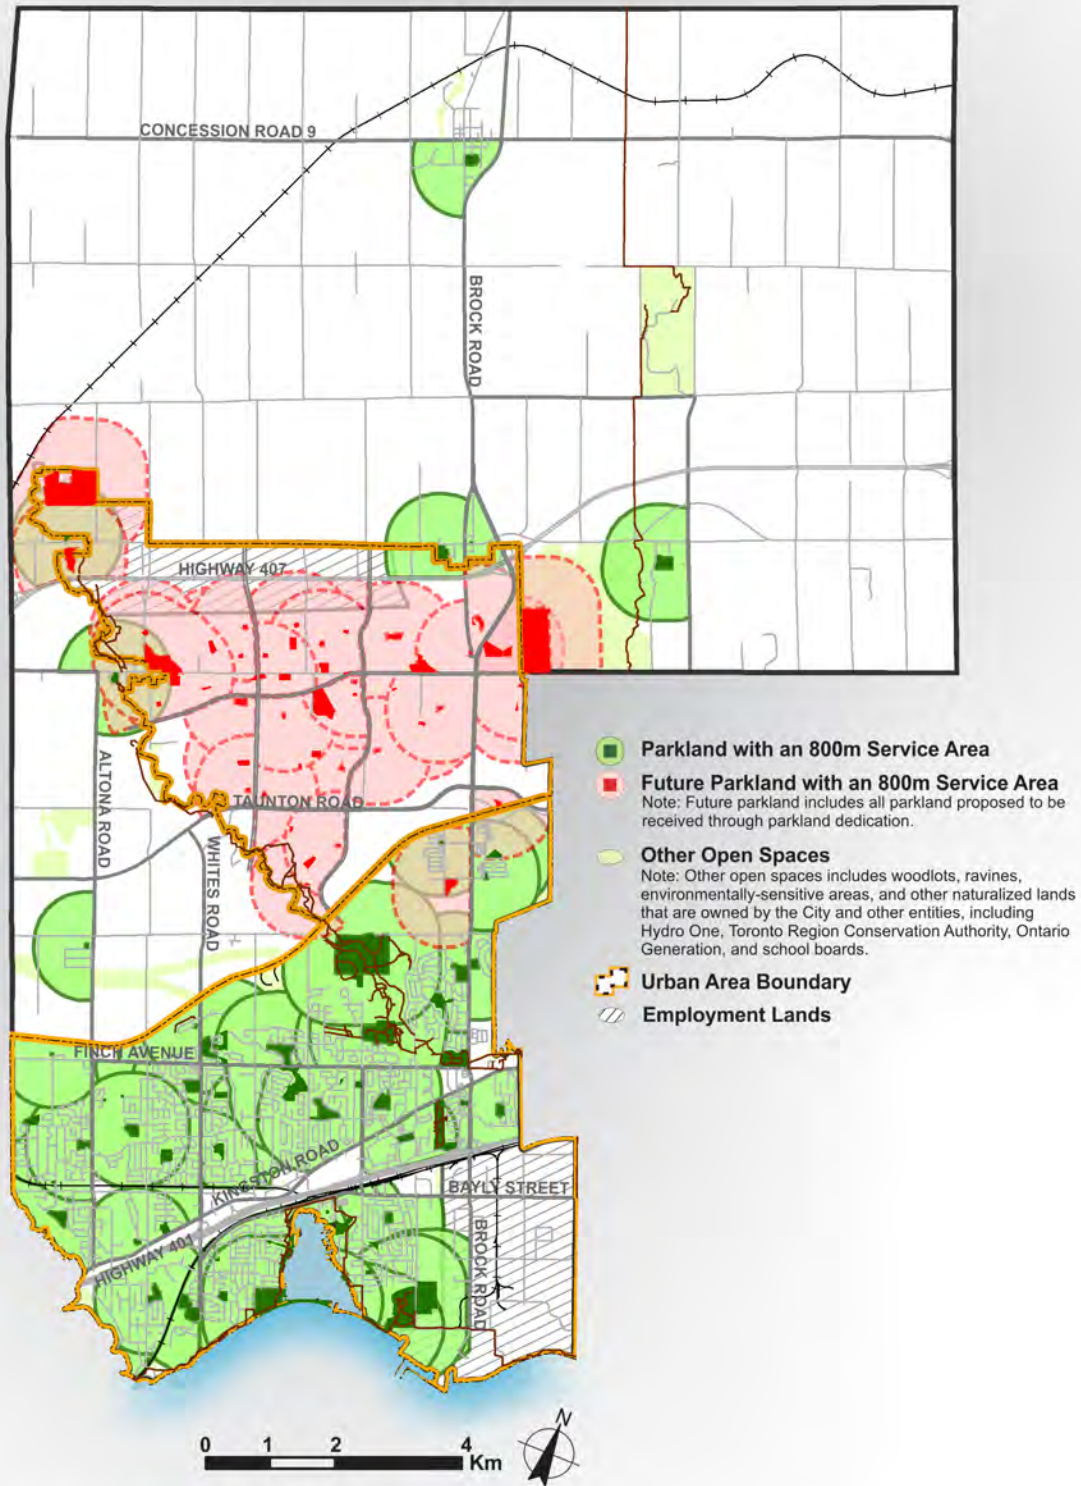 CONCESSION ROAD 9
BROCK ROAD
HIGHWAY 407
ALTONA ROAD
TAUNTON ROAD
WHITES ROAD
FINCH AVENUE
KINGSTON ROAD
BAYLY STREET
HIGHWAY 401
BROCK ROAD
Parkland with an 800m Service Area
Future Parkland with an 800m Service Area
Note: Future parkland includes all parkland proposed to be
received through parkland dedication.
Other Open Spaces
Note: Other open spaces includes woodlots, ravines,
environmentally-sensitive areas, and other naturalized lands
that are owned by the City and other entities, including
Hydro One, Toronto Region Conservation Authority, Ontario
Generation, and school boards.
Urban Area Boundary
Employment Lands
0 1 2 4
Km
N